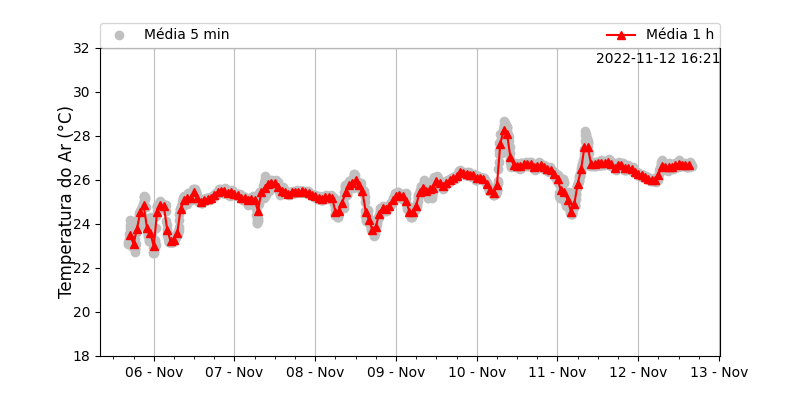 Média 5 min
Média 1 h
2022-11-12 16:21
Temperatura do Ar (°C)
32
30
28
26
24
22
20
18
06 - Nov
07 - Nov
08 - Nov
09 - Nov
10 - Nov
11 - Nov
12 - Nov
13 - Nov